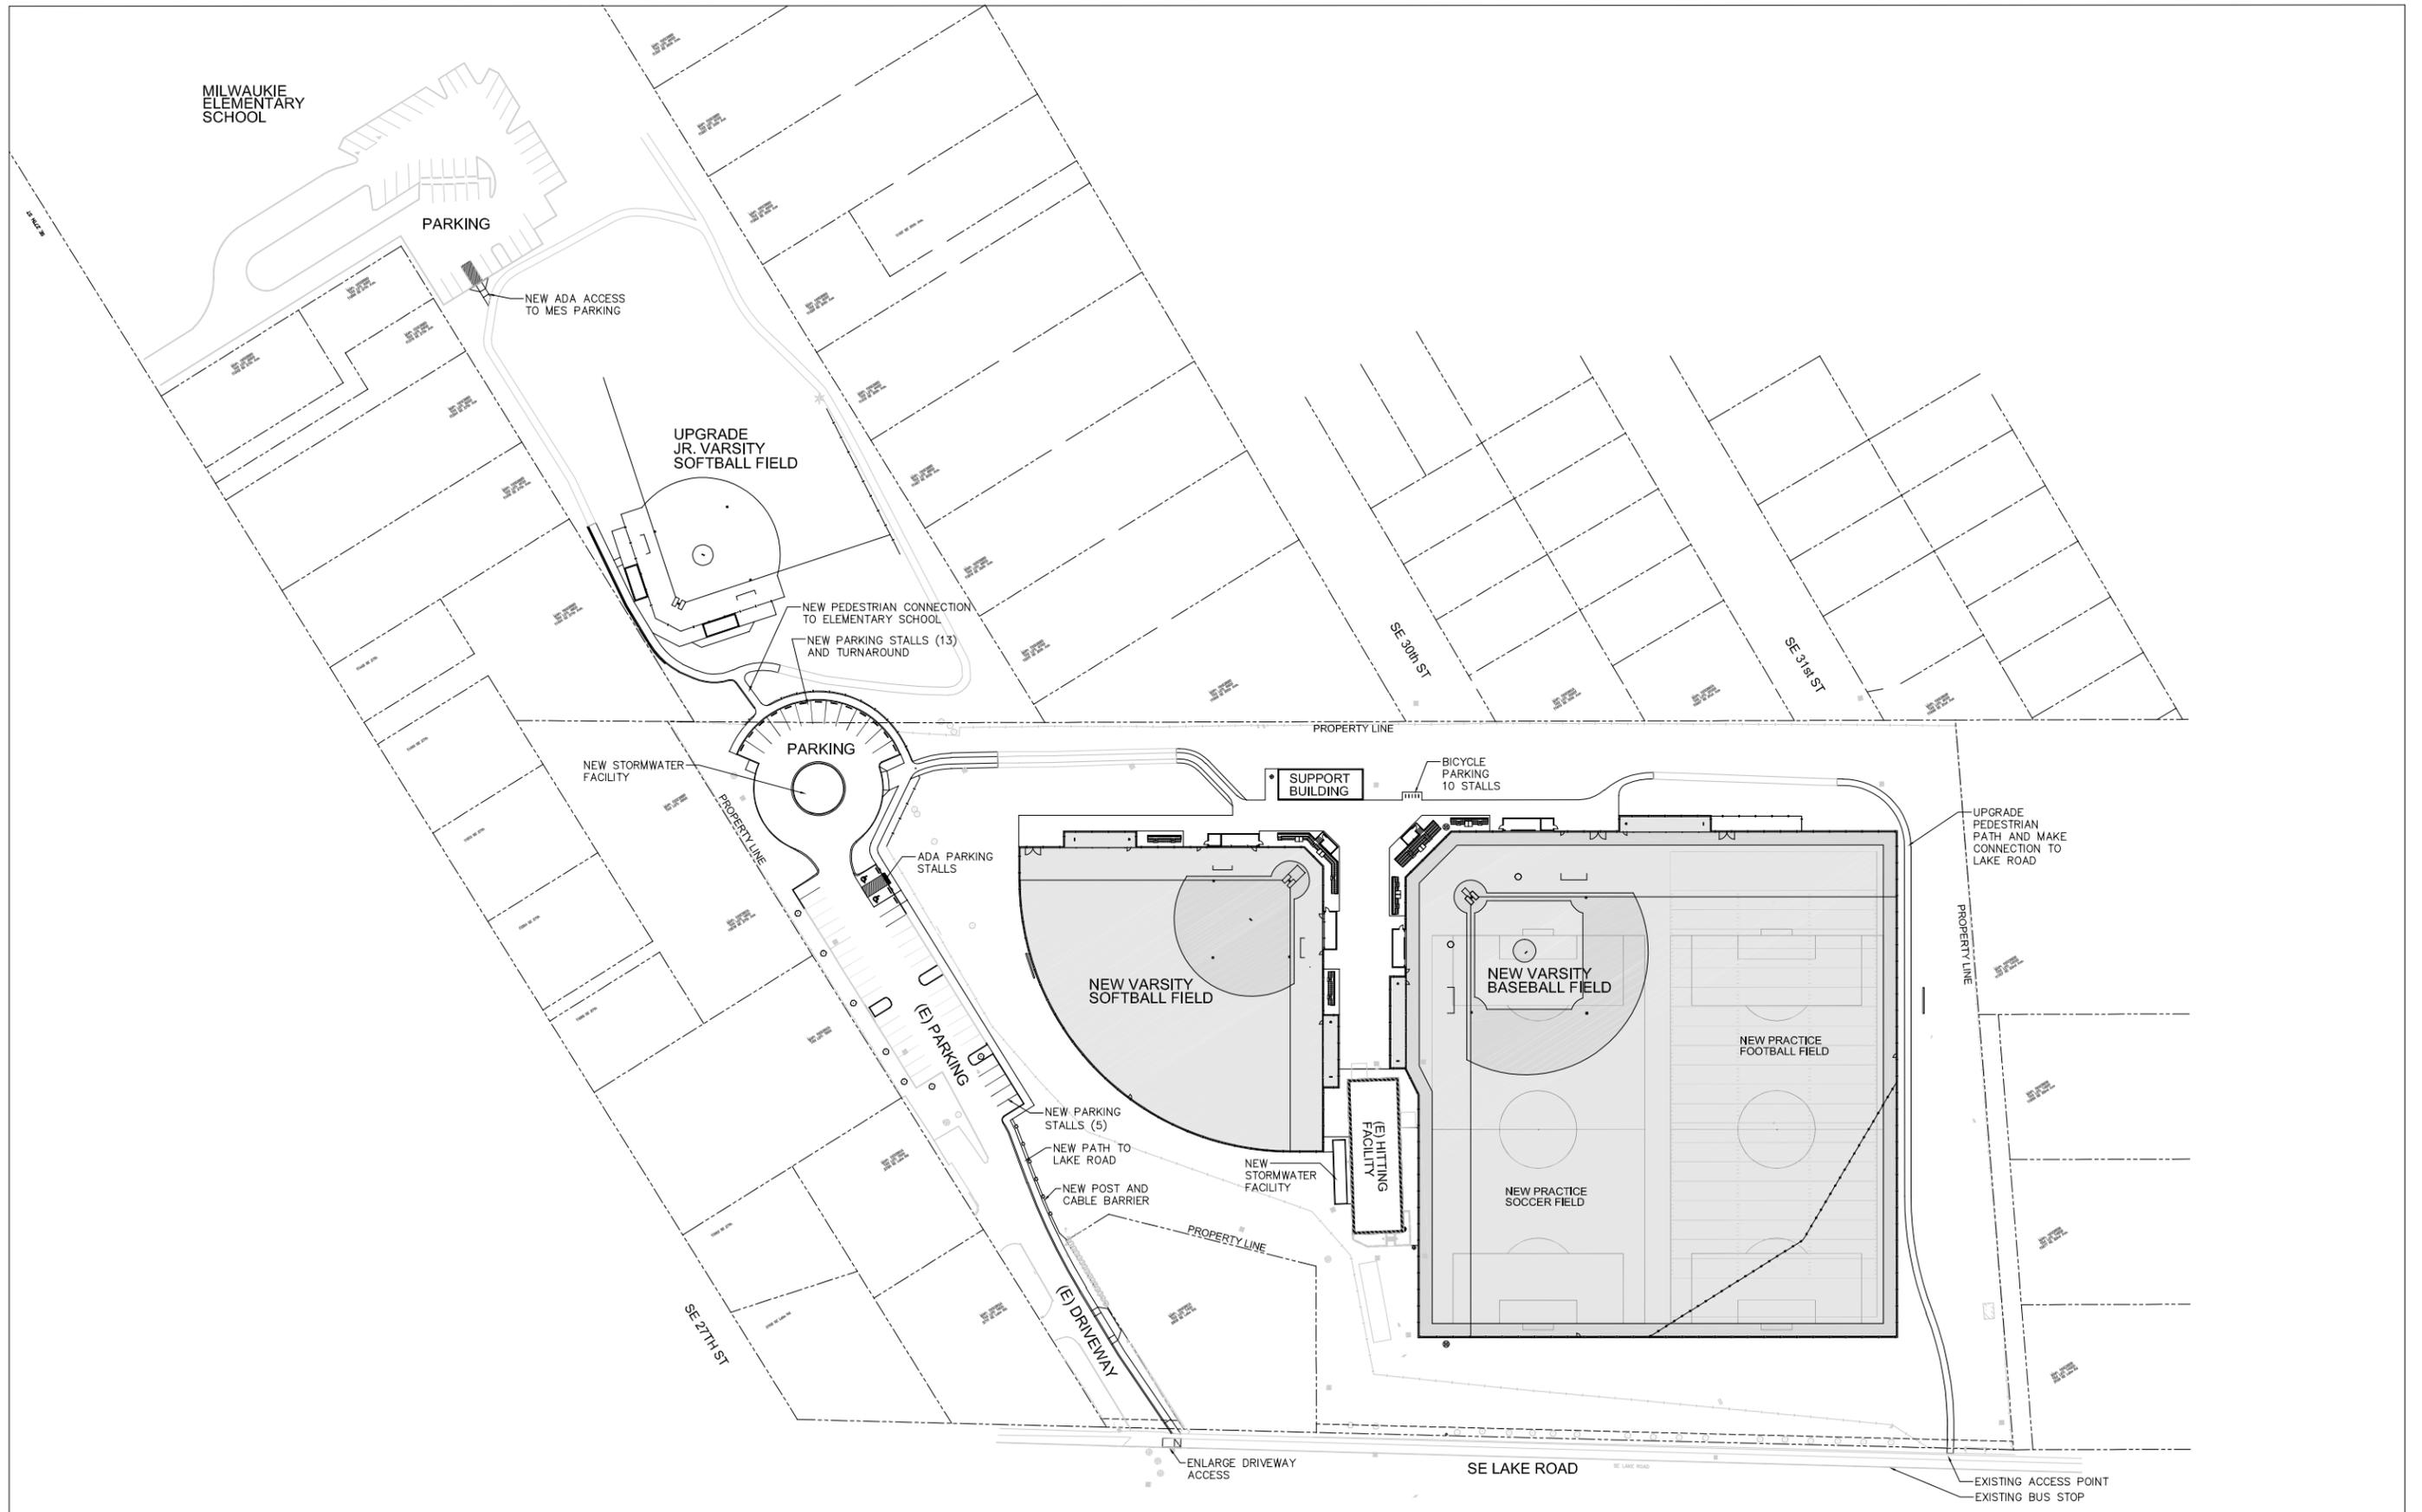 MILWAUKIE
ELEMENTARY
SCHOOL
PARKING
NEW ADA ACCESS
TO MES PARKING
UPGRADE
JR. VARSITY
SOFTBALL FIELD
NEW PEDESTRIAN CONNECTION
TO ELEMENTARY SCHOOL
NEW PARKING STALLS (13)
AND TURNAROUND
SE 30th ST
SE 31st ST
PROPERTY LINE
PARKING
NEW STORMWATER
FACILITY
PROPERTY LINE
SUPPORT
BUILDING
BICYCLE
PARKING
10 STALLS
UPGRADE
PEDESTRIAN
PATH AND MAKE
CONNECTION TO
LAKE ROAD
ADA PARKING
STALLS
PROPERTY LINE
NEW VARSITY
SOFTBALL FIELD
NEW VARSITY
BASEBALL FIELD
(E) PARKING
NEW PRACTICE
FOOTBALL FIELD
NEW PARKING
STALLS (5)
NEW PATH TO
LAKE ROAD
NEW POST AND
CABLE BARRIER
NEW
STORMWATER
FACILITY
(E) HITTING
FACILITY
NEW PRACTICE
SOCCER FIELD
PROPERTY LINE
(E) DRIVEWAY
SE 27TH ST
ENLARGE DRIVEWAY
ACCESS
SE LAKE ROAD
SE LAKE ROAD
EXISTING ACCESS POINT
EXISTING BUS STOP